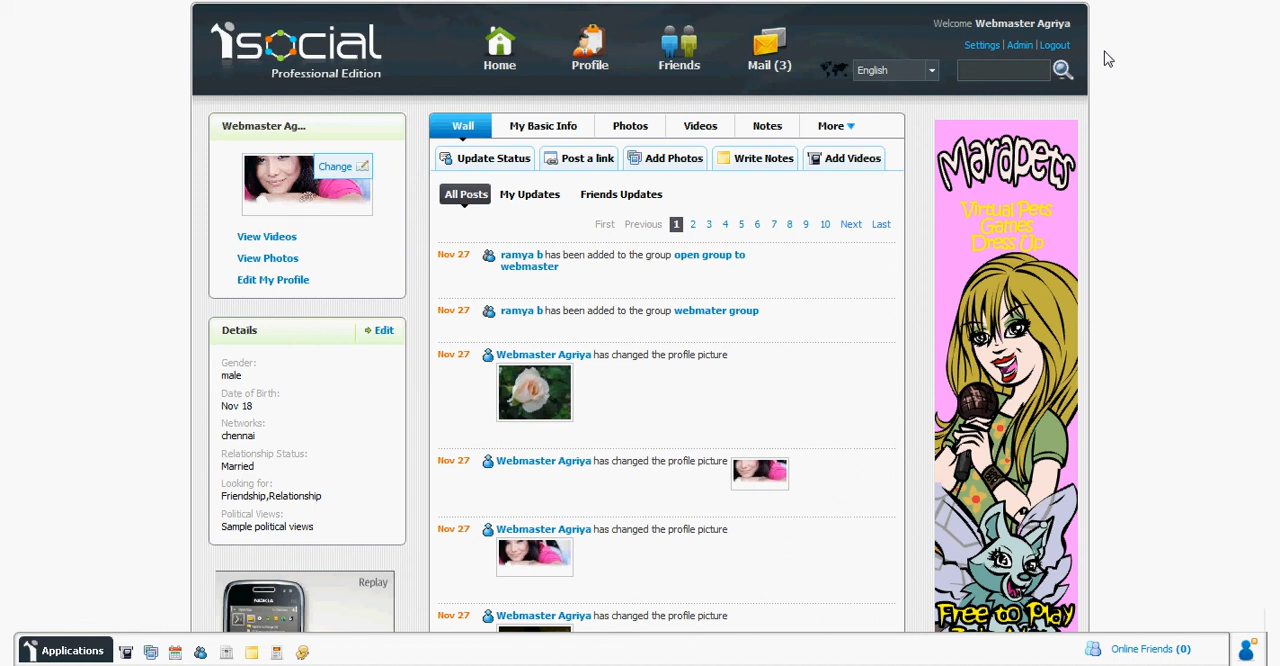 isocial
Professional Edition
Home
Profile
Friends
Mail (3)
Welcome Webmaster Agriya
Settings | Admin | Logout
English
Webmaster Ag...
Change
View Videos
View Photos
Edit My Profile
Details
Edit
Gender:
male
Date of Birth:
Nov 18
Networks:
chennai
Relationship Status:
Married
Looking for:
Friendship,Relationship
Political Views:
Sample political views
Replay
NOKIA
Wall
My Basic Info
Photos
Videos
Notes
More
Update Status
Post a link
Add Photos
Write Notes
Add Videos
All Posts
My Updates
Friends Updates
First Previous 1 2 3 4 5 6 7 8 9 10 Next Last
Nov 27 ramya b has been added to the group open group to
webmaster
Nov 27 ramya b has been added to the group webmater group
Nov 27 Webmaster Agriya has changed the profile picture
Nov 27 Webmaster Agriya has changed the profile picture
Nov 27 Webmaster Agriya has changed the profile picture
Nov 27 Webmaster Agriya has changed the profile picture
Marapets
Virtual Pets
Games
Dress Up
Free to Play
Applications
Online Friends (0)